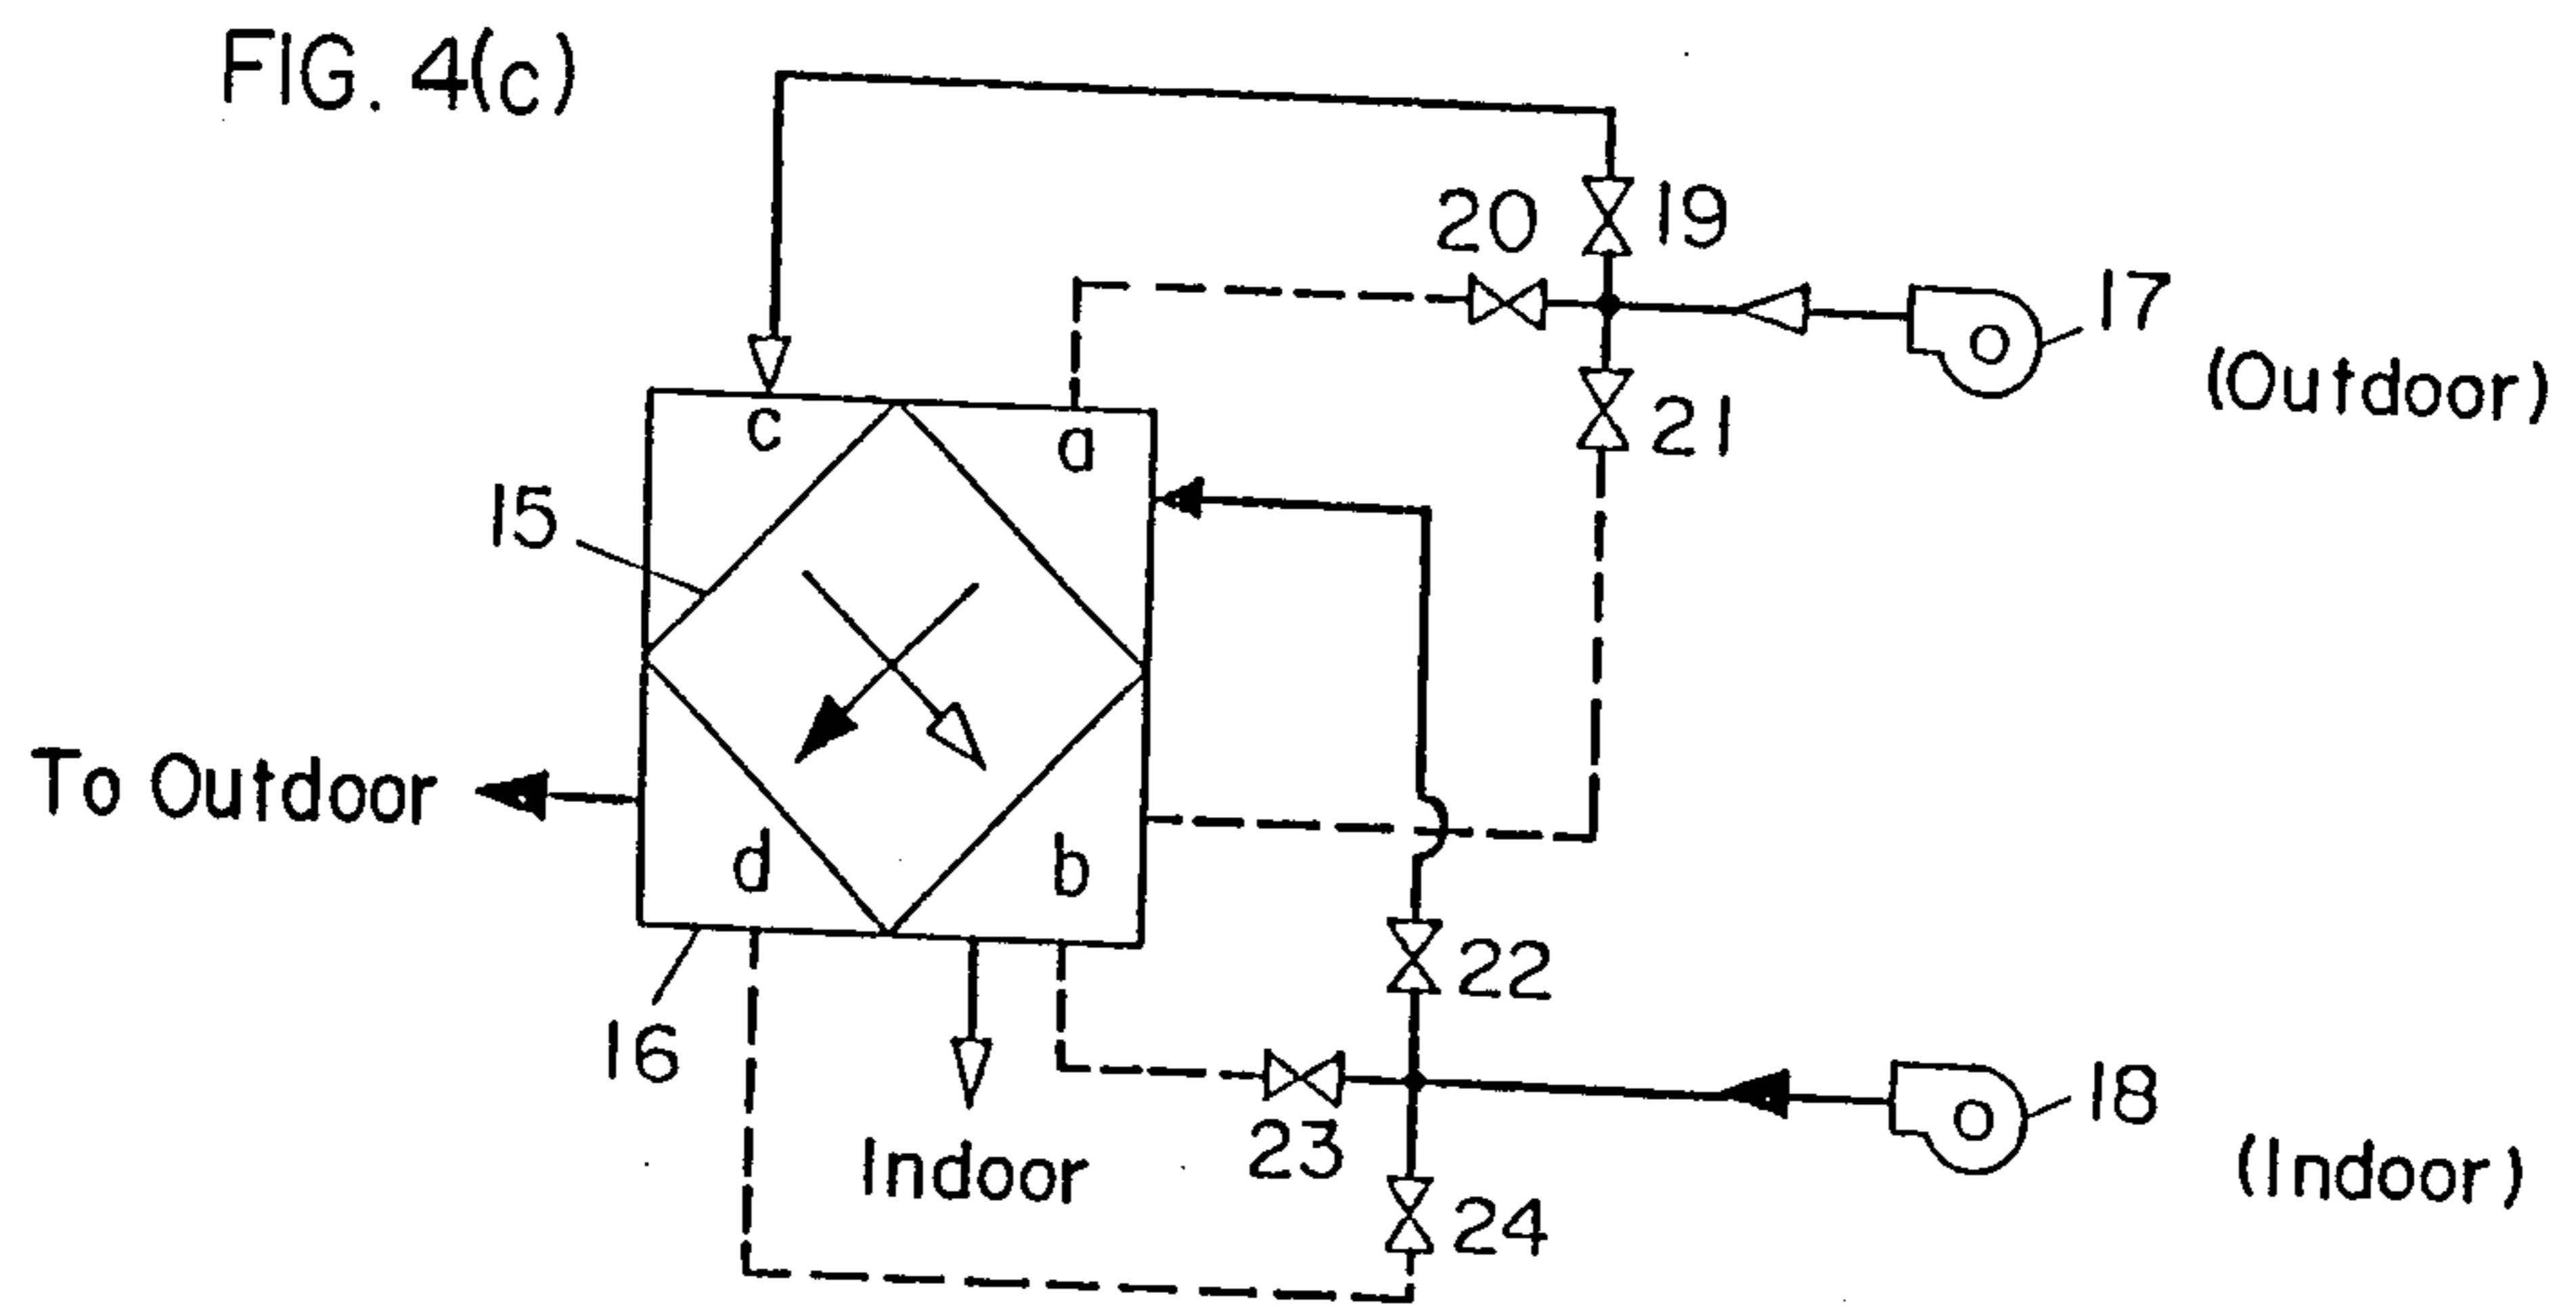 FIG. 4(c)
20
19
17
(Outdoor)
c
a
21
15
To Outdoor
d
b
22
16
Indoor
23
18
(Indoor)
24